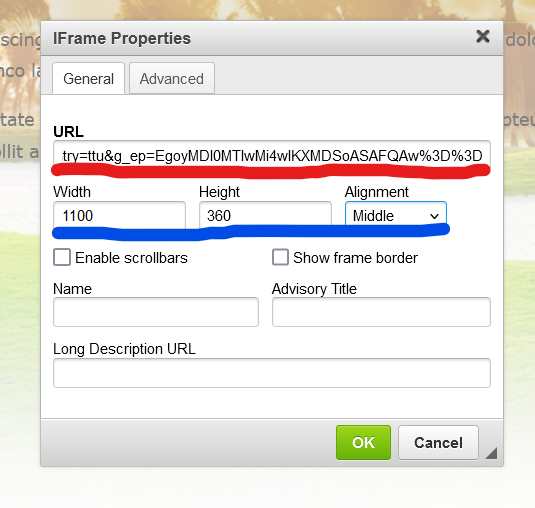 IFrame Properties
scing
dolo
General Advanced
nco la
tate
pteu
URL
llit a
try=ttu&g_ep=EgoyMDI0MTIwMi4wIKXMDSoASAFQAw%3D%3D
Width Height Alignment
1100 360 Middle
Enable scrollbars Show frame border
Name Advisory Title
Long Description URL
OK Cancel